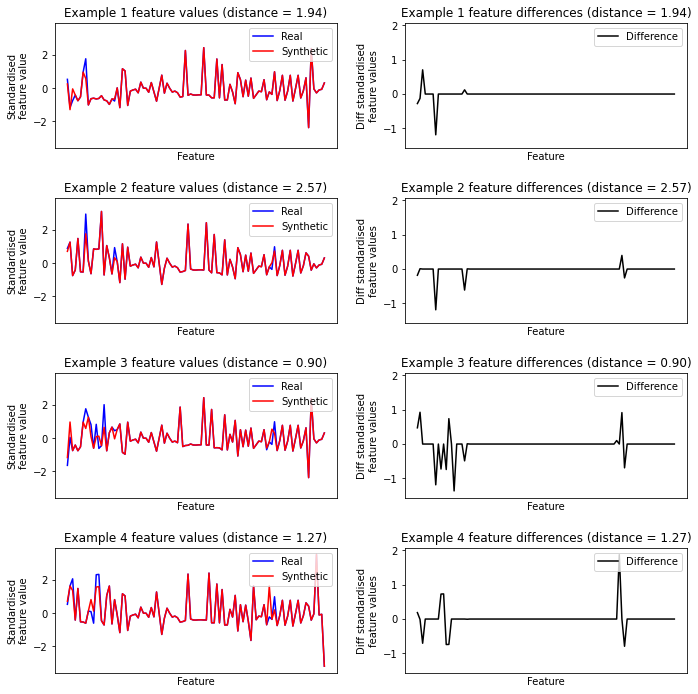 Example 1 feature values (distance = 1.94)
Standardised
feature value
2
0
−2
Real
Synthetic
Feature
Example 1 feature differences (distance = 1.94)
Diff standardised
feature values
2
1
0
−1
Difference
Feature
Example 2 feature values (distance = 2.57)
Standardised
feature value
2
0
−2
Real
Synthetic
Feature
Example 2 feature differences (distance = 2.57)
Diff standardised
feature values
2
1
0
−1
Difference
Feature
Example 3 feature values (distance = 0.90)
Standardised
feature value
2
0
−2
Real
Synthetic
Feature
Example 3 feature differences (distance = 0.90)
Diff standardised
feature values
2
1
0
−1
Difference
Feature
Example 4 feature values (distance = 1.27)
Standardised
feature value
2
0
−2
Real
Synthetic
Feature
Example 4 feature differences (distance = 1.27)
Diff standardised
feature values
2
1
0
−1
Difference
Feature